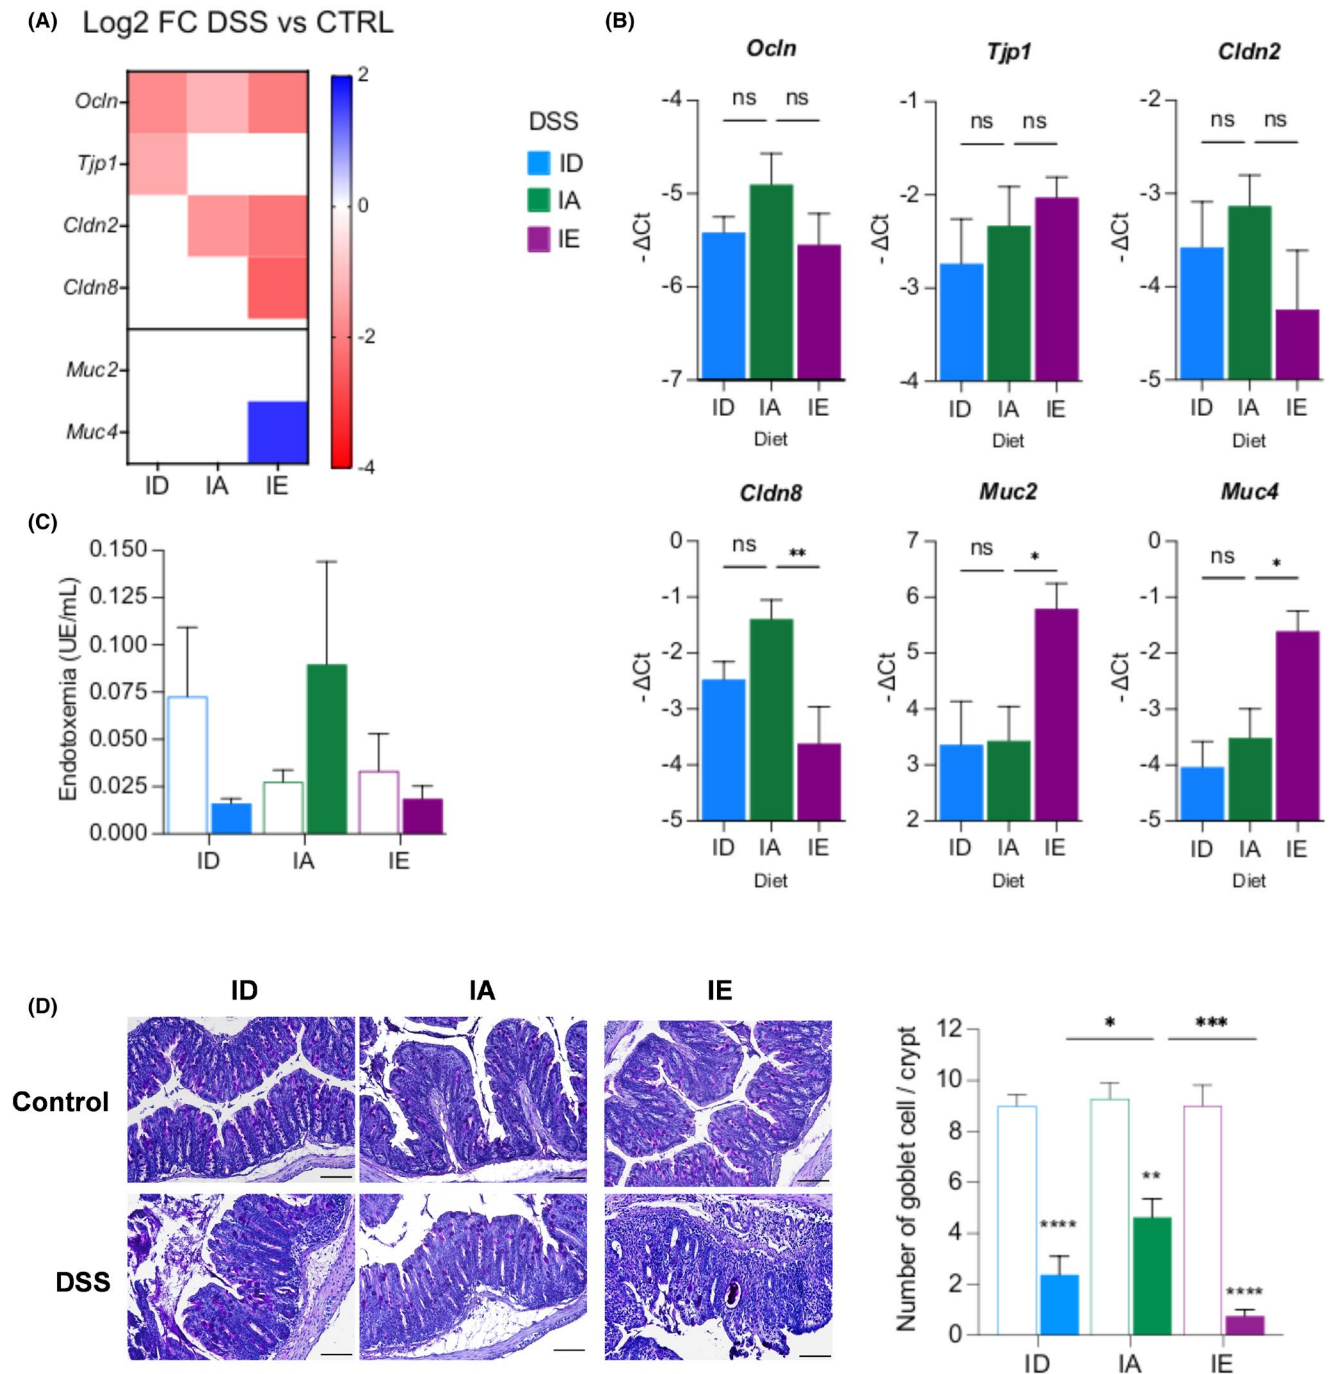 (A) Log2 FC DSS vs CTRL
Ocln
Tjp1
Cldn2
Cldn8
Muc2
Muc4
ID IA IE
2
0
-2
-4
DSS
ID
IA
IE
(B)
Ocln
-4
-5
-6
-7
- ΔCt
ns ns
ID IA IE
Diet
Tjp1
-1
-2
-3
-4
- ΔCt
ns ns
ID IA IE
Diet
Cldn2
-2
-3
-4
-5
- ΔCt
ns ns
ID IA IE
Diet
Cldn8
0
-1
-2
-3
-4
-5
- ΔCt
ns **
ID IA IE
Diet
Muc2
7
6
5
4
3
2
- ΔCt
ns *
ID IA IE
Diet
Muc4
0
-1
-2
-3
-4
-5
- ΔCt
ns *
ID IA IE
Diet
(C)
Endotoxemia (UE/mL)
0.150
0.125
0.100
0.075
0.050
0.025
0.000
ID IA IE
(D)
ID IA IE
Control
DSS
Number of goblet cell / crypt
12
10
8
6
4
2
0
* ***
**** ** ****
ID IA IE